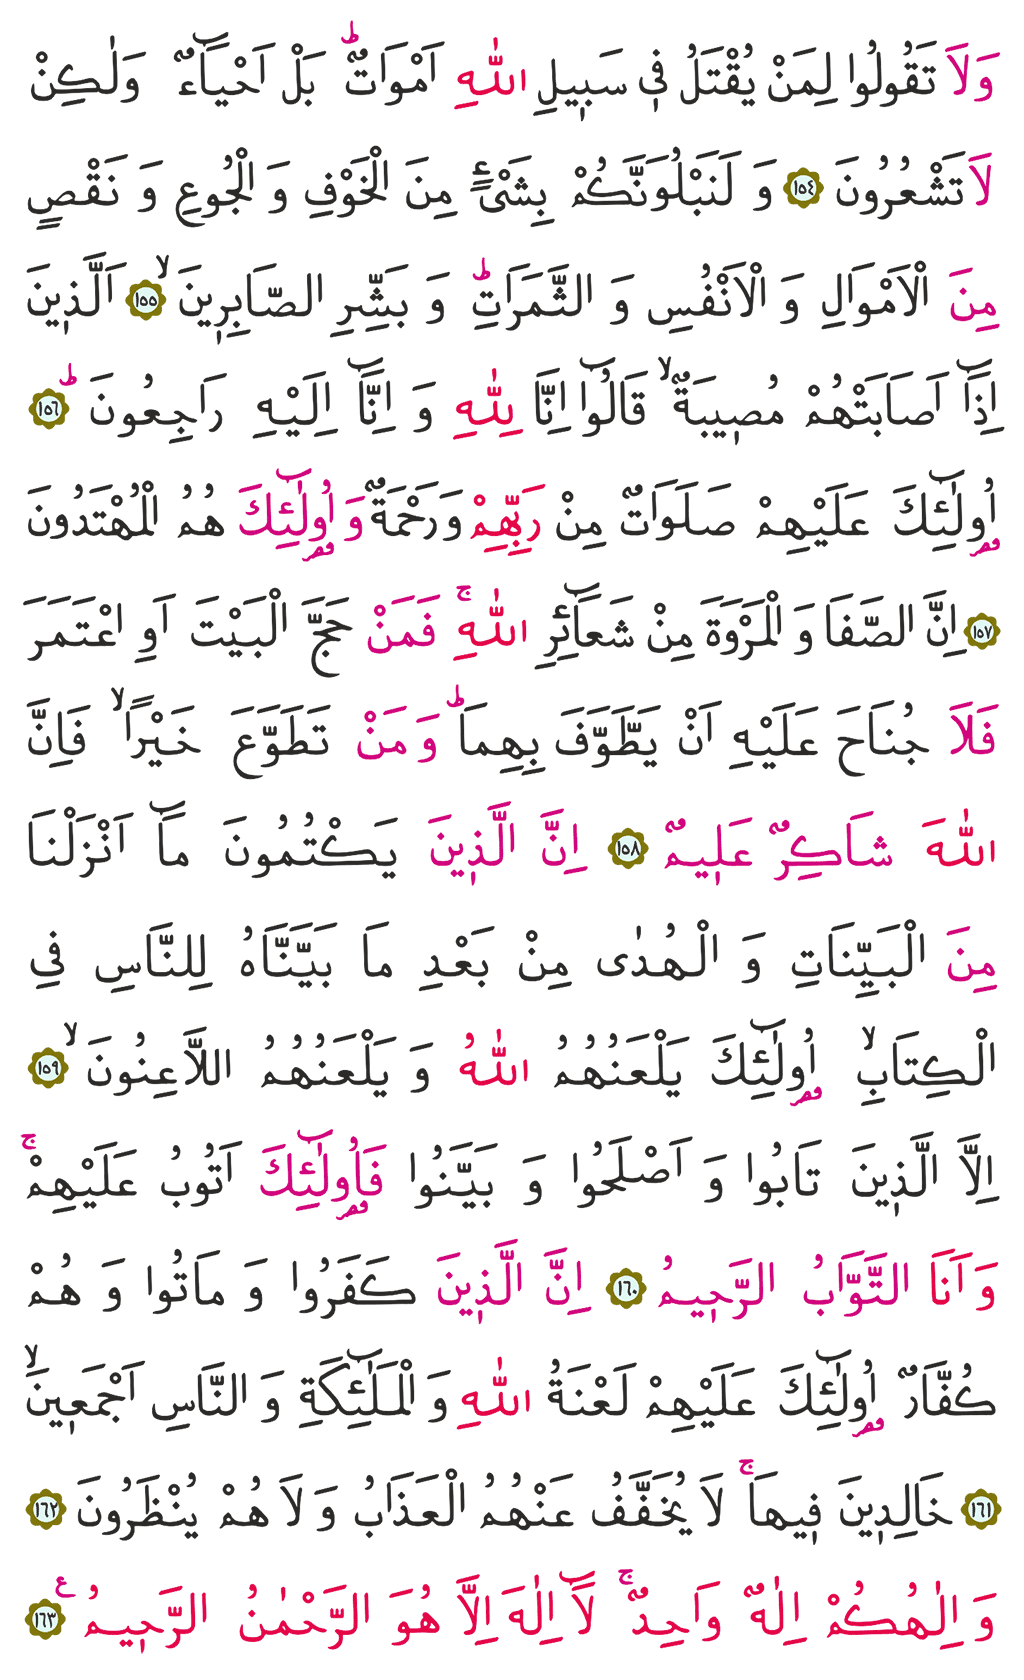 وَلَا تَقُولُوا لِمَنْ يُقْتَلُ فٖي سَبٖيلِ اللّٰهِ اَمْوَاتٌؕ بَلْ اَحْيَٓاءٌ وَلٰكِنْ
لَا تَشْعُرُونَ ﴿١٥٤﴾ وَ لَنَبْلُوَنَّكُمْ بِشَیْءٍ مِنَ الْخَوْفِ وَ الْجُوعِ وَ نَقْصٍ
مِنَ الْاَمْوَالِ وَ الْاَنْفُسِ وَ الثَّمَرَاتِؕ وَ بَشِّرِ الصَّابِرٖينَۙ ﴿١٥٥﴾ اَلَّذٖينَ
اِذَٓا اَصَابَتْهُمْ مُصٖيبَةٌۙ قَالُٓوا اِنَّا لِلّٰهِ وَ اِنَّٓا اِلَيْهِ رَاجِعُونَؕ ﴿١٥٦﴾
اُو۬لٰٓئِكَ عَلَيْهِمْ صَلَوَاتٌ مِنْ رَبِّهِمْ وَرَحْمَةٌ وَ اُو۬لٰٓئِكَ هُمُ الْمُهْتَدُونَ
﴿١٥٧﴾ اِنَّ الصَّفَا وَ الْمَرْوَةَ مِنْ شَعَٓائِرِ اللّٰهِۚ فَمَنْ حَجَّ الْبَيْتَ اَوِ اعْتَمَرَ
فَلَا جُنَاحَ عَلَيْهِ اَنْ يَطَّوَّفَ بِهِمَاؕ وَ مَنْ تَطَوَّعَ خَيْرًاۙ فَاِنَّ
اللّٰهَ شَاكِرٌ عَلٖيمٌ ﴿١٥٨﴾ اِنَّ الَّذٖينَ يَكْتُمُونَ مَٓا اَنْزَلْنَا
مِنَ الْبَيِّنَاتِ وَ الْهُدٰى مِنْ بَعْدِ مَا بَيَّنَّاهُ لِلنَّاسِ فِي
الْكِتَابِۙ اُو۬لٰٓئِكَ يَلْعَنُهُمُ اللّٰهُ وَ يَلْعَنُهُمُ اللَّاعِنُونَۙ ﴿١٥٩﴾
اِلَّا الَّذٖينَ تَابُوا وَ اَصْلَحُوا وَ بَيَّنُوا فَاُو۬لٰٓئِكَ اَتُوبُ عَلَيْهِمْۚ
وَ اَنَا التَّوَّابُ الرَّحٖيمُ ﴿١٦٠﴾ اِنَّ الَّذٖينَ كَفَرُوا وَ مَاتُوا وَ هُمْ
كُفَّارٌ اُو۬لٰٓئِكَ عَلَيْهِمْ لَعْنَةُ اللّٰهِ وَ الْمَلٰٓئِكَةِ وَ النَّاسِ اَجْمَعٖينَۙ
﴿١٦١﴾ خَالِدٖينَ فٖيهَاۚ لَا يُخَفَّفُ عَنْهُمُ الْعَذَابُ وَ لَا هُمْ يُنْظَرُونَ ﴿١٦٢﴾
وَ اِلٰهُكُمْ اِلٰهٌ وَاحِدٌۚ لَٓا اِلٰهَ اِلَّا هُوَ الرَّحْمٰنُ الرَّحٖيمُ ع ﴿١٦٣﴾